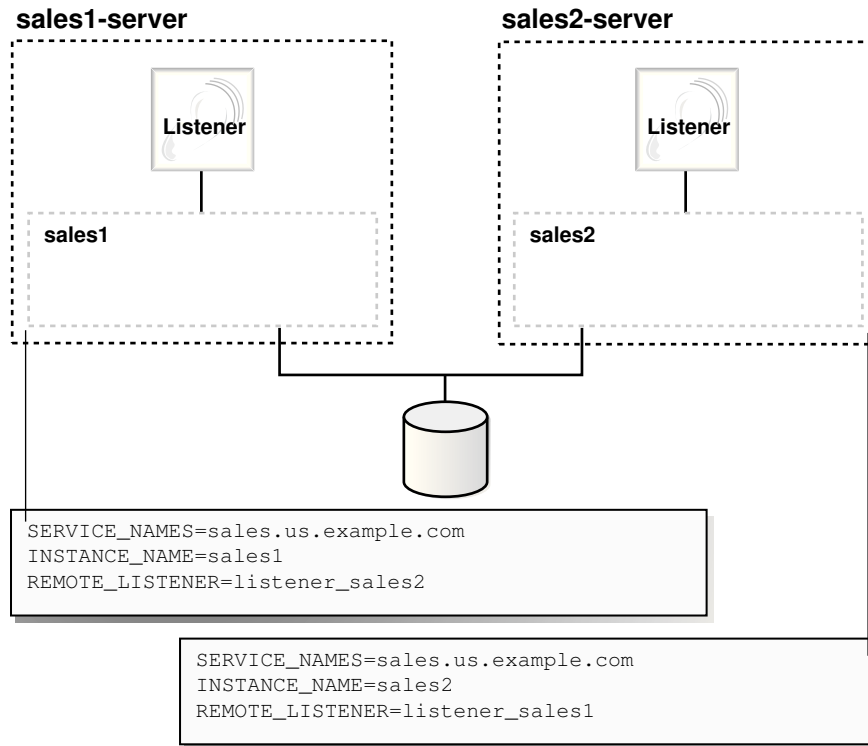 sales1-server
sales2-server
Listener
Listener
sales1
sales2
SERVICE_NAMES=sales.us.example.com
INSTANCE_NAME=sales1
REMOTE_LISTENER=listener_sales2
SERVICE_NAMES=sales.us.example.com
INSTANCE_NAME=sales2
REMOTE_LISTENER=listener_sales1